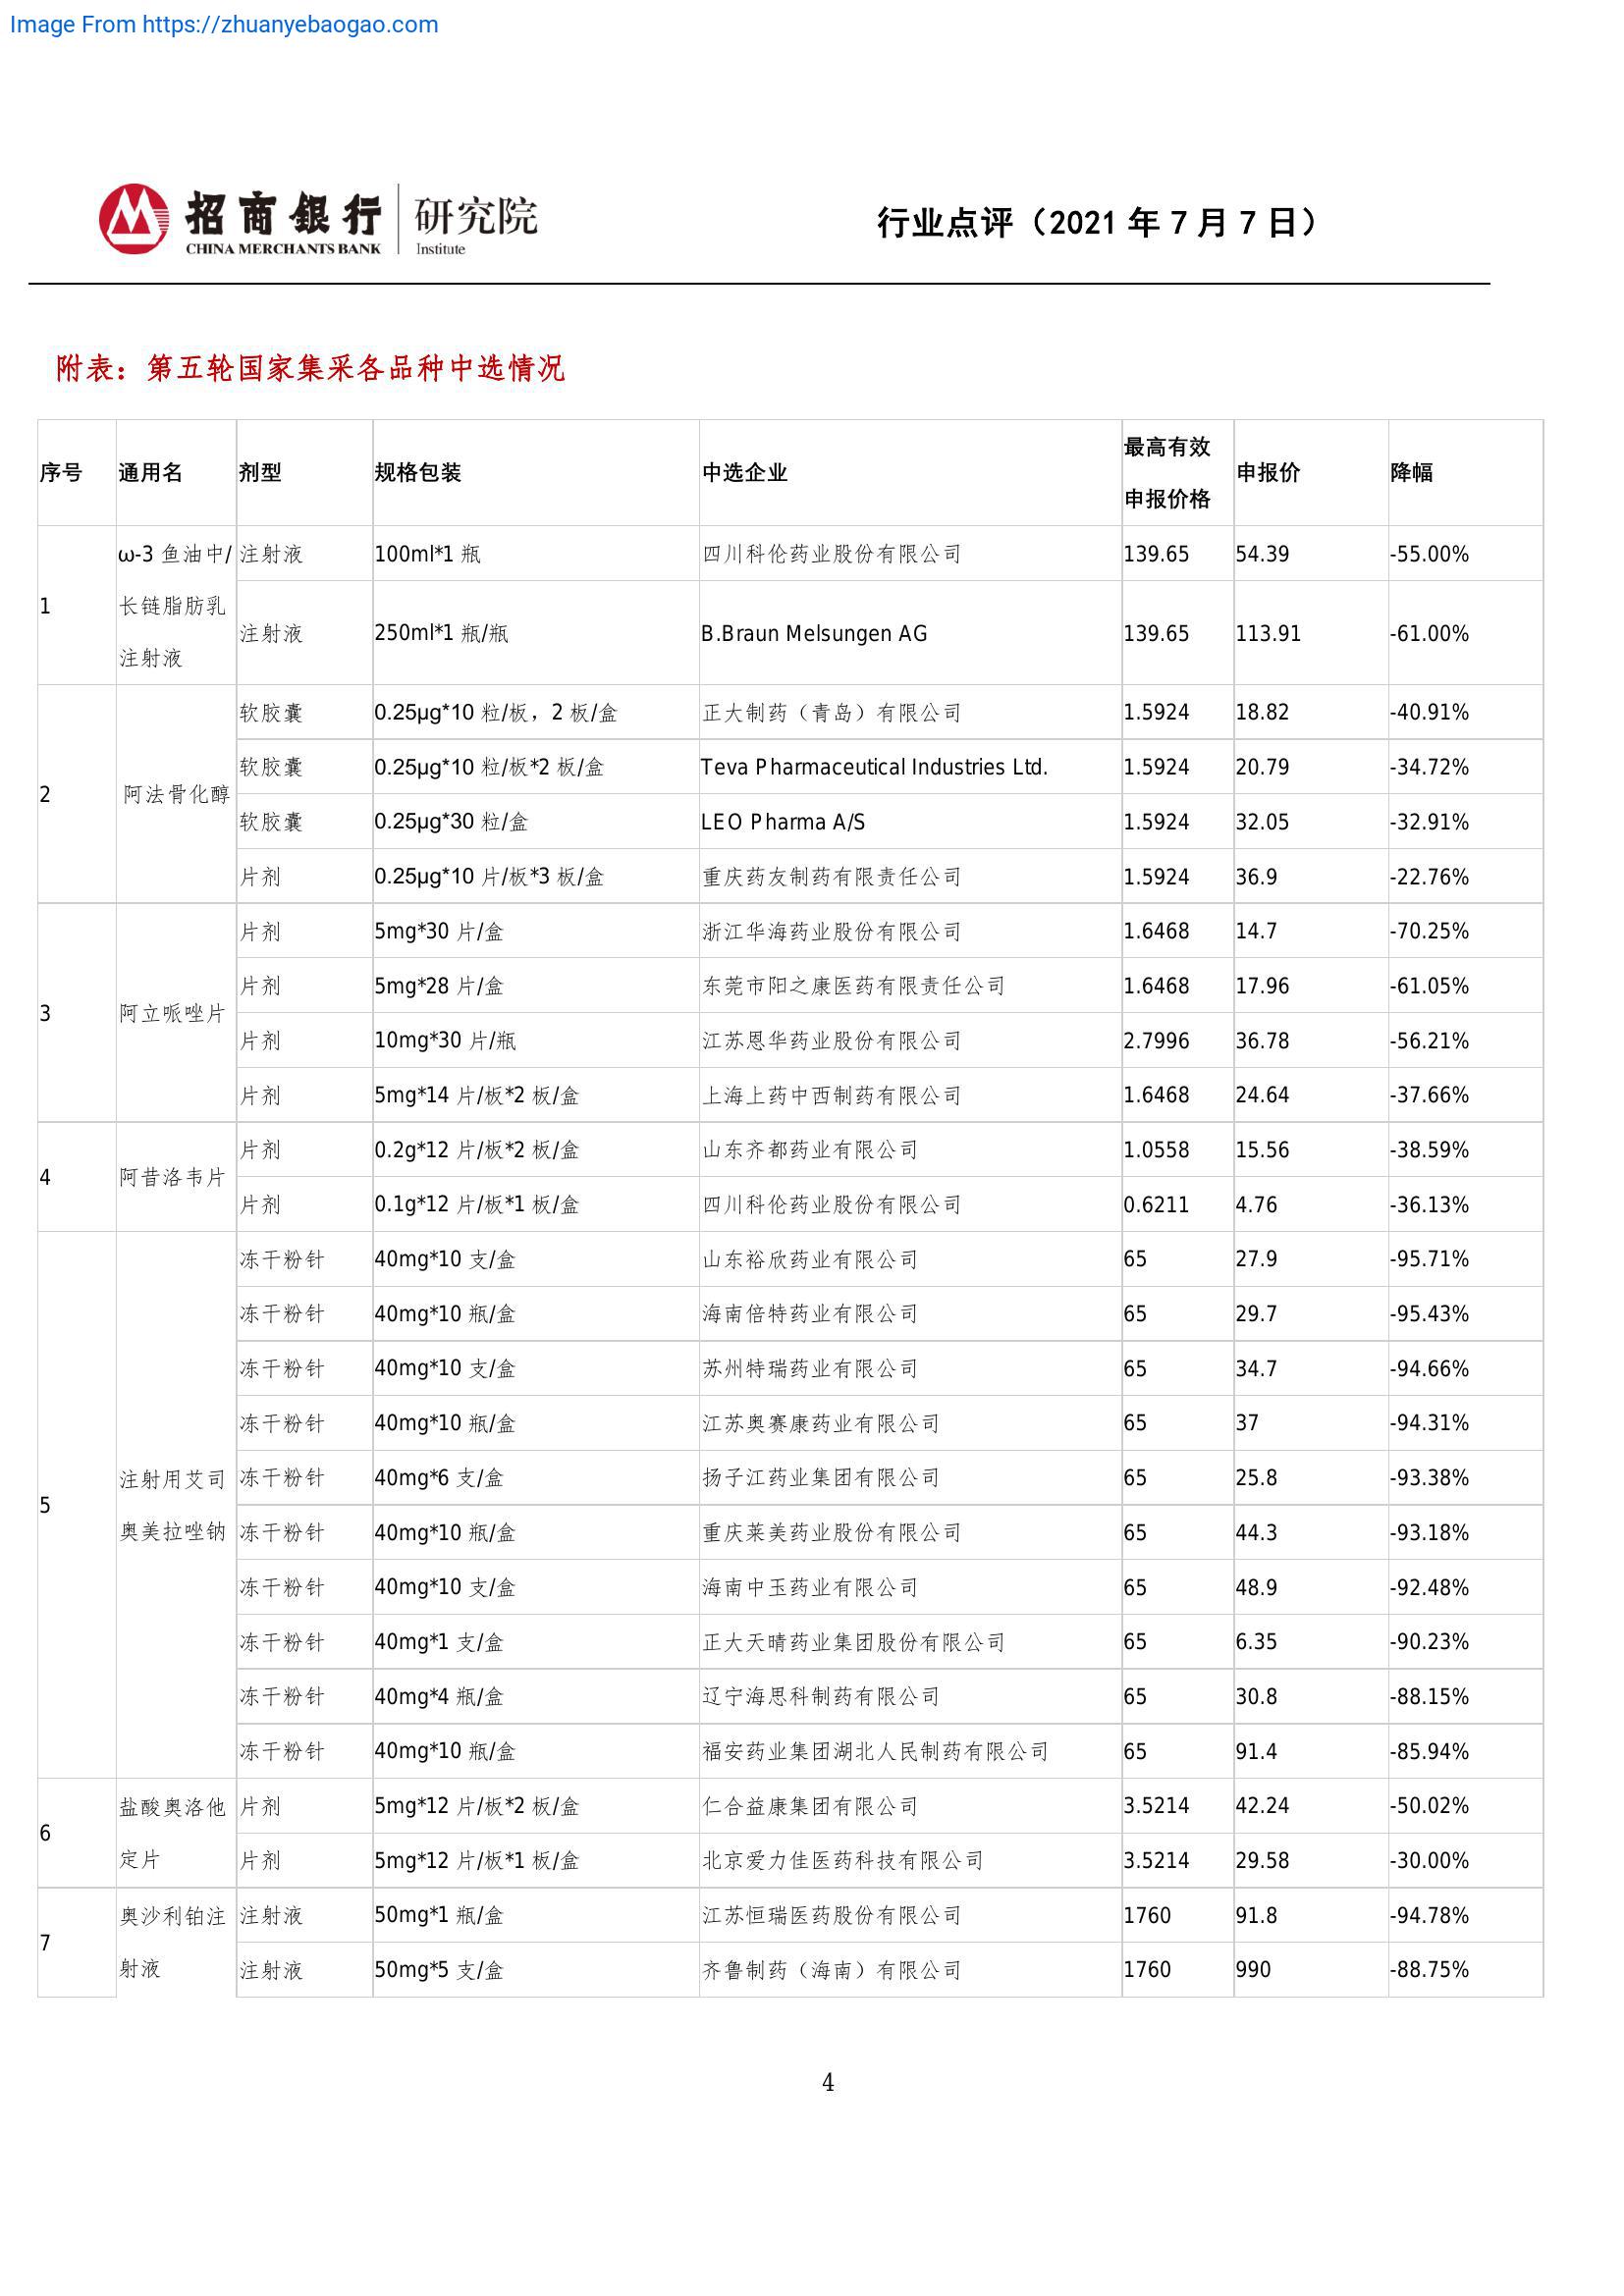 Image From https://zhuanyebaogao.com
招商銀行 研究院
CHINA MERCHANTS BANK Institute
行业点评（2021 年 7 月 7 日）
附表：第五轮国家集采各品种中选情况
序号 通用名 剂型 规格包装 中选企业 最高有效申报价格 申报价 降幅
1 ω-3 鱼油中/长链脂肪乳注射液 注射液 100ml*1 瓶 四川科伦药业股份有限公司 139.65 54.39 -55.00%
注射液 250ml*1 瓶/瓶 B.Braun Melsungen AG 139.65 113.91 -61.00%
2 阿法骨化醇 软胶囊 0.25μg*10 粒/板，2 板/盒 正大制药（青岛）有限公司 1.5924 18.82 -40.91%
软胶囊 0.25μg*10 粒/板*2 板/盒 Teva Pharmaceutical Industries Ltd. 1.5924 20.79 -34.72%
软胶囊 0.25μg*30 粒/盒 LEO Pharma A/S 1.5924 32.05 -32.91%
片剂 0.25μg*10 片/板*3 板/盒 重庆药友制药有限责任公司 1.5924 36.9 -22.76%
3 阿立哌唑片 片剂 5mg*30 片/盒 浙江华海药业股份有限公司 1.6468 14.7 -70.25%
片剂 5mg*28 片/盒 东莞市阳之康医药有限责任公司 1.6468 17.96 -61.05%
片剂 10mg*30 片/瓶 江苏恩华药业股份有限公司 2.7996 36.78 -56.21%
片剂 5mg*14 片/板*2 板/盒 上海上药中西制药有限公司 1.6468 24.64 -37.66%
4 阿昔洛韦片 片剂 0.2g*12 片/板*2 板/盒 山东齐都药业有限公司 1.0558 15.56 -38.59%
片剂 0.1g*12 片/板*1 板/盒 四川科伦药业股份有限公司 0.6211 4.76 -36.13%
5 注射用艾司奥美拉唑钠 冻干粉针 40mg*10 支/盒 山东裕欣药业有限公司 65 27.9 -95.71%
冻干粉针 40mg*10 瓶/盒 海南倍特药业有限公司 65 29.7 -95.43%
冻干粉针 40mg*10 支/盒 苏州特瑞药业有限公司 65 34.7 -94.66%
冻干粉针 40mg*10 瓶/盒 江苏奥赛康药业有限公司 65 37 -94.31%
冻干粉针 40mg*6 支/盒 扬子江药业集团有限公司 65 25.8 -93.38%
冻干粉针 40mg*10 瓶/盒 重庆莱美药业股份有限公司 65 44.3 -93.18%
冻干粉针 40mg*10 支/盒 海南中玉药业有限公司 65 48.9 -92.48%
冻干粉针 40mg*1 支/盒 正大天晴药业集团股份有限公司 65 6.35 -90.23%
冻干粉针 40mg*4 瓶/盒 辽宁海思科制药有限公司 65 30.8 -88.15%
冻干粉针 40mg*10 瓶/盒 福安药业集团湖北人民制药有限公司 65 91.4 -85.94%
6 盐酸奥洛他定片 片剂 5mg*12 片/板*2 板/盒 仁合益康集团有限公司 3.5214 42.24 -50.02%
片剂 5mg*12 片/板*1 板/盒 北京爱力佳医药科技有限公司 3.5214 29.58 -30.00%
7 奥沙利铂注射液 注射液 50mg*1 瓶/盒 江苏恒瑞医药股份有限公司 1760 91.8 -94.78%
注射液 50mg*5 支/盒 齐鲁制药（海南）有限公司 1760 990 -88.75%
4